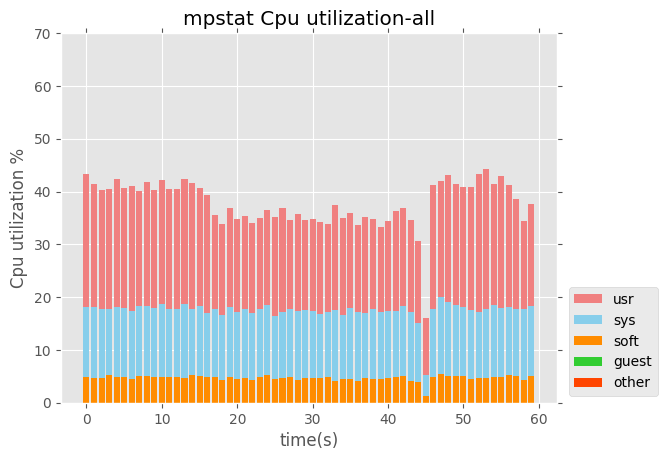 mpstat Cpu utilization-all
70
60
50
40
30
20
10
0
Cpu utilization %
0 10 20 30 40 50 60
time(s)
usr
sys
soft
guest
other